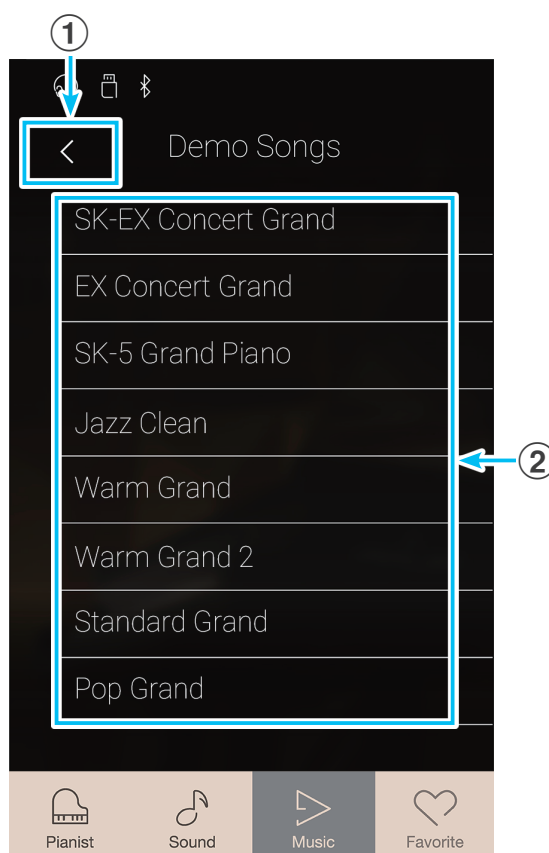 1
Demo Songs
SK-EX Concert Grand
EX Concert Grand
SK-5 Grand Piano
Jazz Clean
2
Warm Grand
Warm Grand 2
Standard Grand
Pop Grand
Pianist Sound Music Favorite